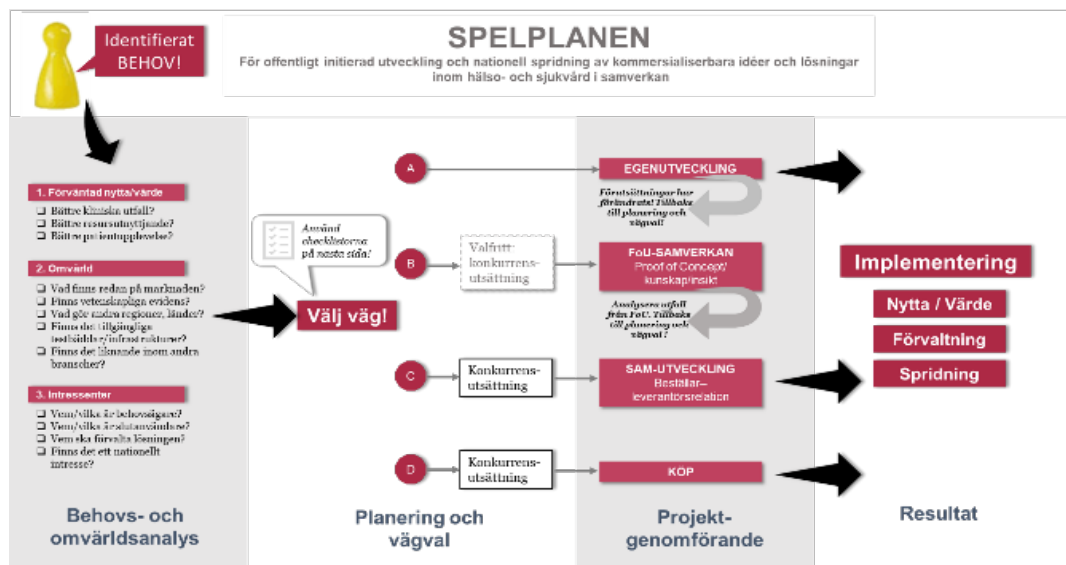 Identifierat
BEHOV!
SPELPLANEN
För offentligt initierad utveckling och nationell spridning av kommersialiserbara idéer och lösningar
inom hälso- och sjukvård i samverkan
1. Förväntad nytta/värde
❑ Bättre kliniska utfall?
❑ Bättre resursutnyttjande?
❑ Bättre patientupplevelse?
2. Omvärld
❑ Vad finns redan på marknaden?
❑ Finns vetenskapliga evidens?
❑ Vad gör andra regioner, länder?
❑ Finns det tillgängliga
testbäddar/infrastrukturer?
❑ Finns det liknande inom andra
branscher?
3. Intressenter
❑ Vem/vilka är behovsägare?
❑ Vem/vilka är slutanvändare?
❑ Vem ska förvalta lösningen?
❑ Finns det ett nationellt
intresse?
Behovs- och
omvärldsanalys
Använd
checklistorna
på nästa sida!
Välj väg!
A
B
Valfritt:
konkurrens-
utsättning
C
Konkurrens-
utsättning
D
Konkurrens-
utsättning
Planering och
vägval
EGENUTVECKLING
Förutsättningar har
förändrats! Tillbaks
till planering och
vägval!
FoU-SAMVERKAN
Proof of Concept/
kunskap/insikt
Analysera utfall
från FoU. Tillbaks
till planering och
vägval !
SAM-UTVECKLING
Beställar–
leverantörsrelation
KÖP
Projekt-
genomförande
Implementering
Nytta / Värde
Förvaltning
Spridning
Resultat